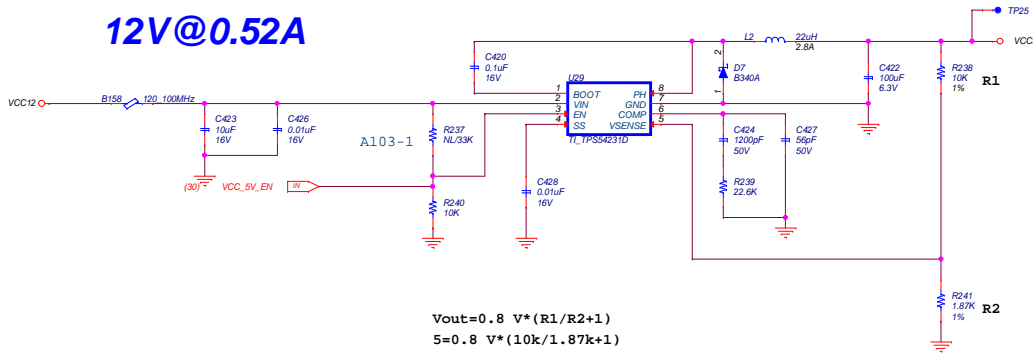 12V@0.52A
TP25
L2 22uH
2.8A
VCC
C420
0.1uF
16V
2
D7
B340A
1
C422
100uF
6.3V
R238
10K
1%
R1
U29
1 BOOT PH 8
2 VIN GND 7
3 EN COMP 6
4 SS VSENSE 5
TI_TPS54231D
VCC12 B158 120_100MHz
C423
10uF
16V
C426
0.01uF
16V
A103-1
R237
NL/33K
C424
1200pF
50V
C427
56pF
50V
(30) VCC_5V_EN IN
C428
0.01uF
16V
R239
22.6K
R240
10K
R241
1.87K
1%
R2
Vout=0.8 V*(R1/R2+1)
5=0.8 V*(10k/1.87k+1)